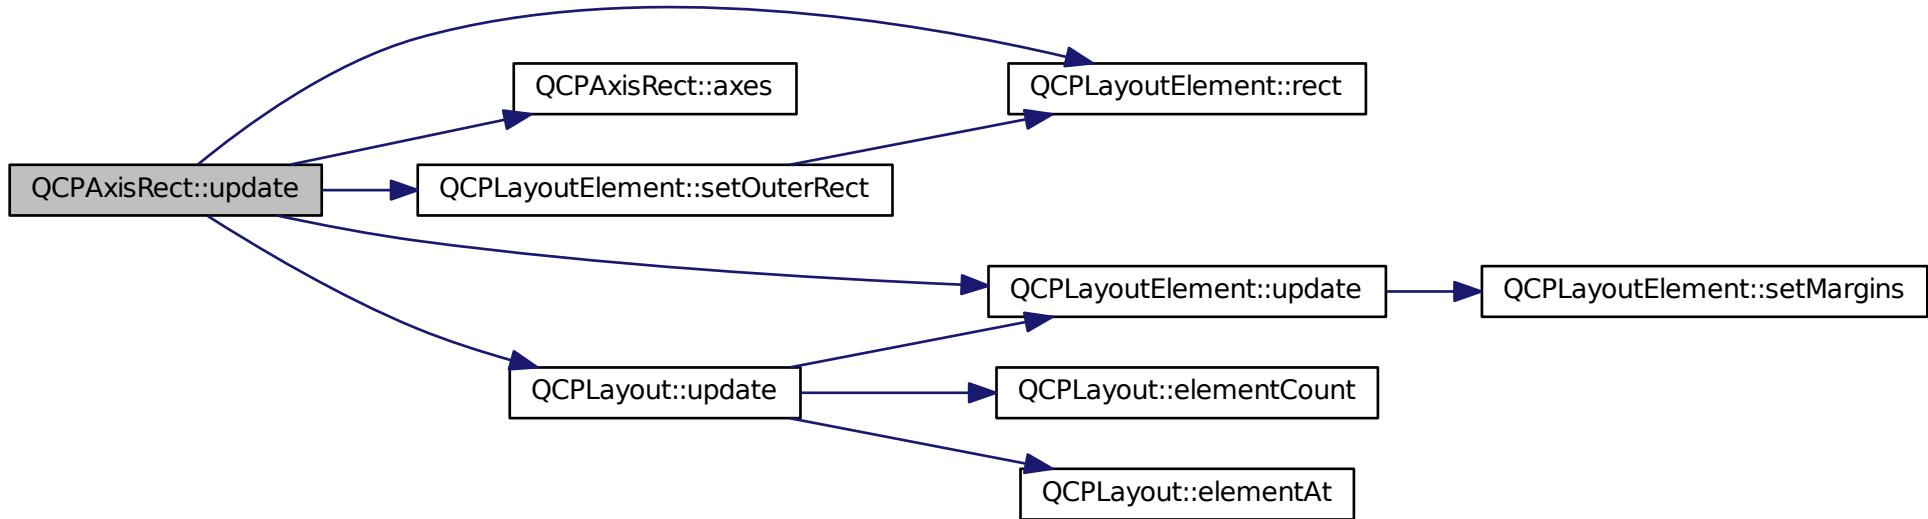 QCPAxisRect::axes
QCPLayoutElement::rect
QCPAxisRect::update
QCPLayoutElement::setOuterRect
QCPLayoutElement::update
QCPLayoutElement::setMargins
QCPLayout::update
QCPLayout::elementCount
QCPLayout::elementAt